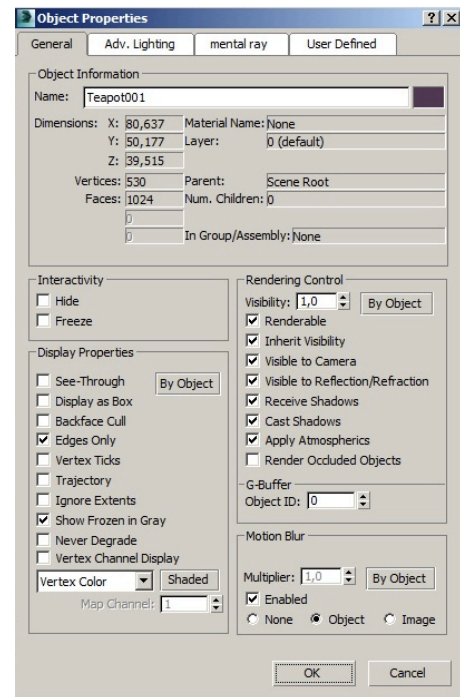 Object Properties
General Adv. Lighting mental ray User Defined
Object Information
Name: Teapot001
Dimensions: X: 80,637 Material Name: None
Y: 50,177 Layer: 0 (default)
Z: 39,515
Vertices: 530 Parent: Scene Root
Faces: 1024 Num. Children: 0
0
0 In Group/Assembly: None
Interactivity
Hide
Freeze
Display Properties
See-Through By Object
Display as Box
Backface Cull
Edges Only
Vertex Ticks
Trajectory
Ignore Extents
Show Frozen in Gray
Never Degrade
Vertex Channel Display
Vertex Color Shaded
Map Channel: 1
Rendering Control
Visibility: 1,0 By Object
Renderable
Inherit Visibility
Visible to Camera
Visible to Reflection/Refraction
Receive Shadows
Cast Shadows
Apply Atmospherics
Render Occluded Objects
G-Buffer
Object ID: 0
Motion Blur
Multiplier: 1,0 By Object
Enabled
None Object Image
OK Cancel